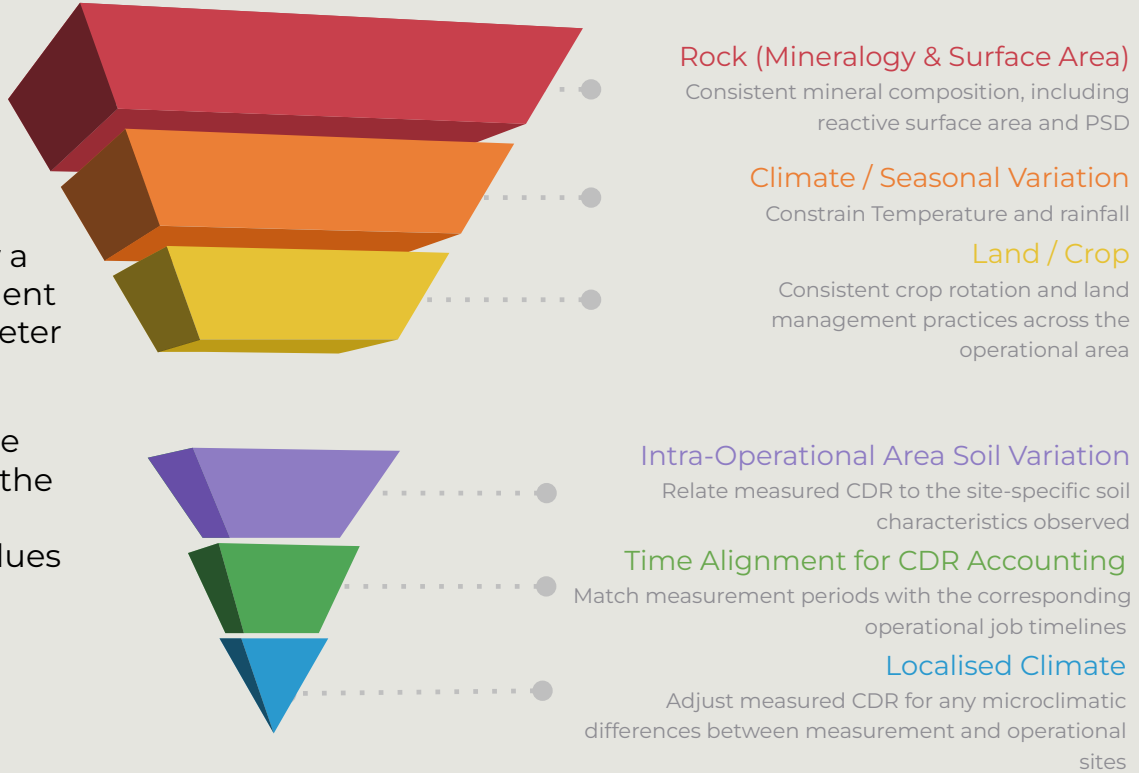 Rock (Mineralogy & Surface Area)
Consistent mineral composition, including
reactive surface area and PSD
Climate / Seasonal Variation
Constrain Temperature and rainfall
a
ent
eter
Land / Crop
Consistent crop rotation and land
management practices across the
operational area
e
the
lues
Intra-Operational Area Soil Variation
Relate measured CDR to the site-specific soil
characteristics observed
Time Alignment for CDR Accounting
Match measurement periods with the corresponding
operational job timelines
Localised Climate
Adjust measured CDR for any microclimatic
differences between measurement and operational
sites